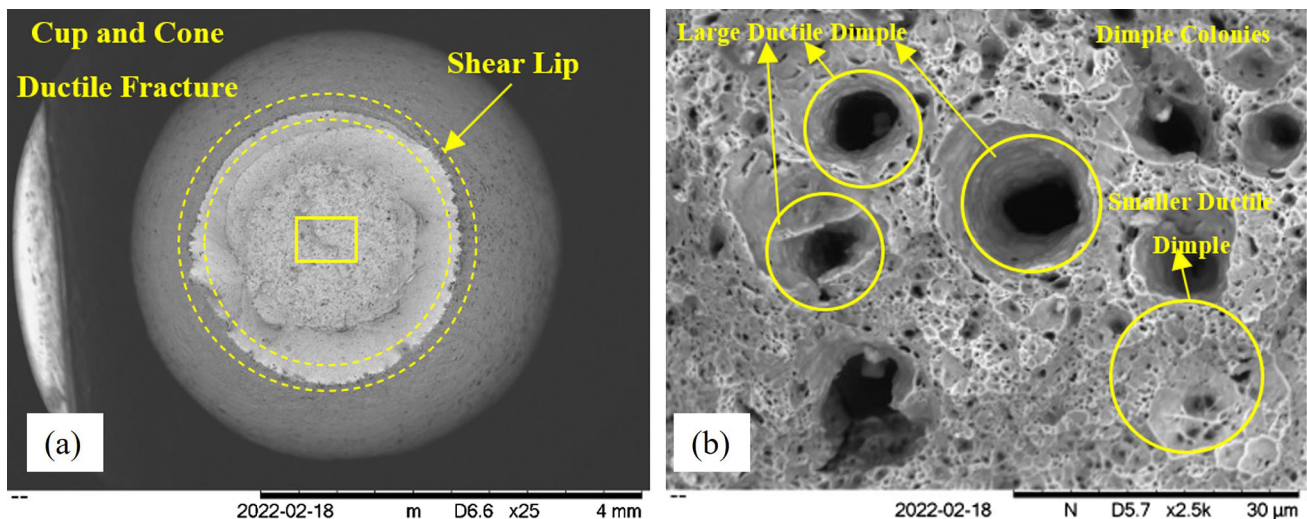 Cup and Cone
Ductile Fracture
Shear Lip
(a)
--
2022-02-18 m D6.6 x25 4 mm
Large Ductile Dimple
Dimple Colonies
Smaller Ductile
Dimple
(b)
--
2022-02-18 N D5.7 x2.5k 30 µm